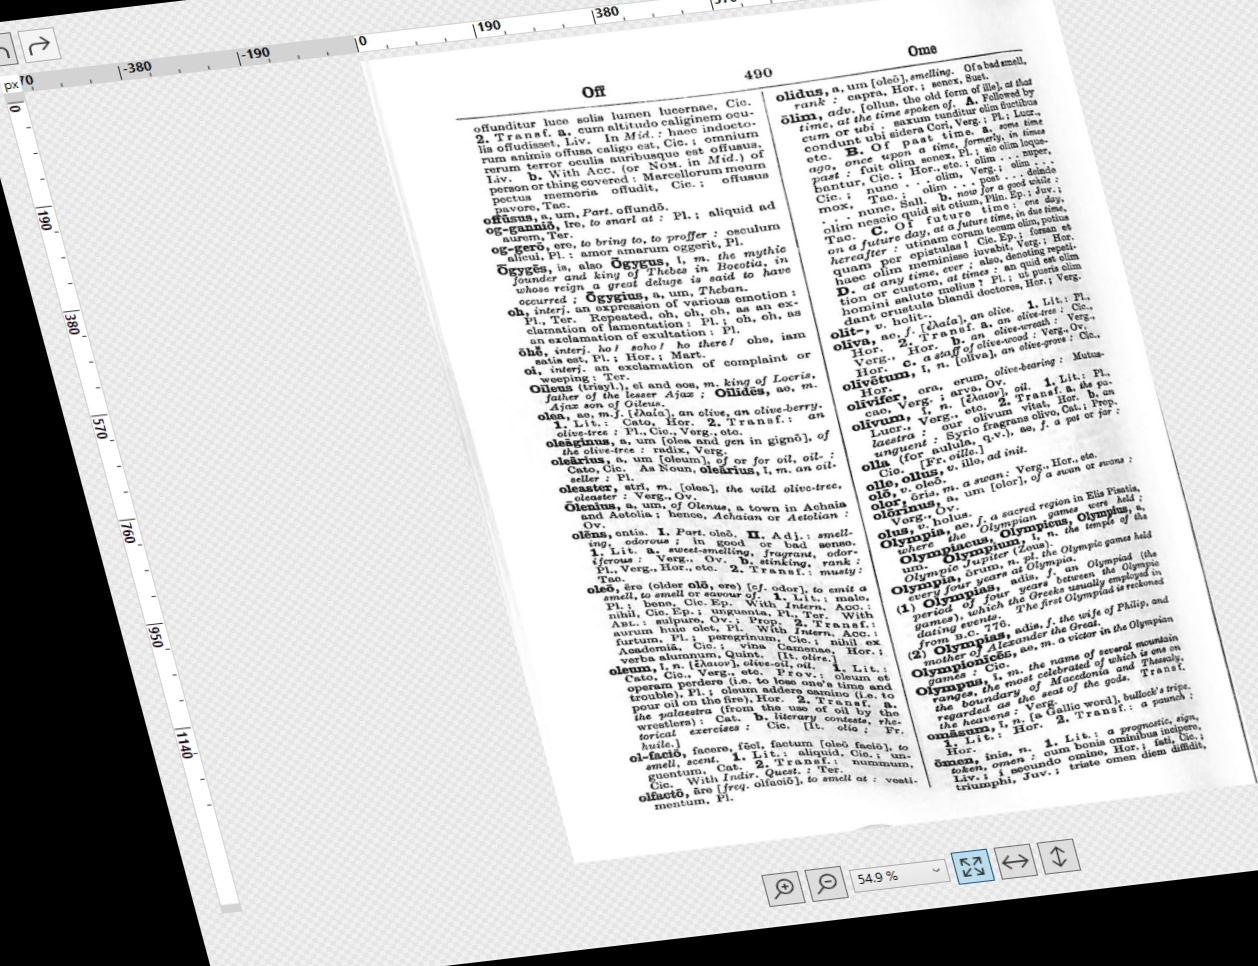 -380
-190
0
190
380
px
0
190
380
570
760
950
1140
Off
490
Ome
offunditur luce solis lumen lucernae, Cic.
2. Transf. a. cum altitudo caliginem ocu-
lis offudisset, Liv. In Mid.: haec indocto-
rum animis offusa caligo est, Cic.; omnium
rerum terror oculis auribusque est offusus,
Liv. b. With Acc. (or Nom. in Mid.) of
person or thing covered: Marcellorum meum
pectus memoria offudit, Cic.; offusus
pavore, Tac.
offūsus, a, um, Part. offundō.
og-ganniō, īre, to snarl at: Pl.; aliquid ad
aurem, Ter.
og-gerō, ere, to bring to, to proffer: osculum
alicui, Pl.: amor amarum oggerit, Pl.
Ōgygēs, is, also Ōgygus, ī, m. the mythic
founder and king of Thebes in Boeotia, in
whose reign a great deluge is said to have
occurred; Ōgygius, a, um, Theban.
oh, interj. an expression of various emotion:
Pl., Ter. Repeated, oh, oh, oh, as an ex-
clamation of lamentation: Pl.; oh, oh, as
an exclamation of exultation: Pl.
ōhē, interj. ho! soho! ho there! ohe, iam
satis est, Pl.; Hor.; Mart.
oi, interj. an exclamation of complaint or
weeping: Ter.
Oīleus (trisyl.), eī and eos, m. king of Locris,
father of the lesser Ajax; Oīlīdēs, ae, m.
Ajax son of Oileus.
olea, ae, m.f. [ἐλαία], an olive, an olive-berry.
1. Lit.: Cato, Hor. 2. Transf.: an
olive-tree: Pl., Cic., Verg., etc.
oleāginus, a, um [olea and gen in gignō], of
the olive-tree: radix, Verg.
oleārius, a, um [oleum], of or for oil, oil-:
Cato, Cic. As Noun, oleārius, ī, m. an oil-
seller: Pl.
oleaster, strī, m. [olea], the wild olive-tree,
oleaster: Verg., Ov.
Ōlenius, a, um, of Olenus, a town in Achaia
and Aetolia; hence, Achaian or Aetolian:
Ov.
olēns, entis. I. Part. oleō. II. Adj.: smell-
ing, odorous; in good or bad sense.
1. Lit. a. sweet-smelling, fragrant, odor-
iferous: Verg., Ov. b. stinking, rank:
Pl., Verg., Hor., etc. 2. Transf.: musty:
Tac.
oleō, ēre (older olō, ere) [cf. odor], to emit a
smell, to smell or savour of. 1. Lit.: male,
Pl.; bene, Cic. Ep. With Intern. Acc.:
nihil, Cic. Ep.; unguenta, Pl., Ter. With
Abl.: sulpure, Ov.; Prop. 2. Transf.:
aurum huic olet, Pl. With Intern. Acc.:
furtum, Pl.; peregrinum, Cic.; nihil ex
Academiā, Cic.; vina Camenae, Hor.;
verba alumnum, Quint. [It. olire.]
oleum, ī, n. [ἔλαιον], olive-oil, oil. 1. Lit.:
Cato, Cic., Verg., etc. Prov.: oleum et
operam perdere (i.e. to lose one's time and
trouble), Pl.; oleum addere camino (i.e. to
pour oil on the fire), Hor. 2. Transf. a.
the palaestra (from the use of oil by the
wrestlers): Cat. b. literary contests, rhe-
torical exercises: Cic. [It. olio; Fr.
huile.]
ol-faciō, facere, fēcī, factum [oleō faciō], to
smell, scent. 1. Lit.: aliquid, Cic.; un-
guentum, Cat. 2. Transf.: nummum,
Cic. With Indir. Quest.: Ter.
olfactō, āre [freq. olfaciō], to smell at: vesti-
mentum, Pl.
olidus, a, um [oleō], smelling. Of a bad smell,
rank: capra, Hor.; senex, Suet.
ōlim, adv. [ollus, the old form of ille], at that
time, at the time spoken of. A. Followed by
cum or ubi: saxum tunditur olim fluctibus
condunt ubi sidera Cori, Verg.; Pl.; Lucr.,
etc. B. Of past time. a. some time
ago, once upon a time, formerly, in times
past: fuit olim senex, Pl.; sic olim loque-
bantur, Cic.; Hor., etc.; olim . . . nuper,
Cic.; nunc . . . olim, Verg.; olim . . .
mox, Tac.; olim . . . post . . . deinde
. . . nunc, Sall. b. now for a good while:
olim nescio quid sit otium, Plin. Ep.; Juv.;
Tac. C. Of future time: one day,
on a future day, at a future time, in due time,
hereafter: utinam coram tecum olim, potius
quam per epistulas! Cic. Ep.; forsan et
haec olim meminisse iuvabit, Verg.; Hor.
D. at any time, ever; also, denoting repeti-
tion or custom, at times: an quid est olim
homini salute melius? Pl.; ut pueris olim
dant crustula blandi doctores, Hor.; Verg.
olit-, v. holit-.
olīva, ae, f. [ἐλαία], an olive. 1. Lit.: Pl.,
Hor. 2. Transf. a. an olive-tree: Cic.,
Verg., Hor. b. an olive-wreath: Verg.,
Hor. c. a staff of olive-wood: Verg., Ov.
olīvētum, ī, n. [oliva], an olive-grove: Cic.,
Hor.
olīvifer, era, erum, olive-bearing: Mutus-
cae, Verg.; arva, Ov.
olīvum, ī, n. [ἔλαιον], oil. 1. Lit.: Pl.,
Lucr., Verg., etc. 2. Transf. a. the pa-
laestra: our olivum vitat, Hor. b. an
unguent: Syrio fragrans olivo, Cat.; Prop.
olla (for aulula, q.v.), ae, f. a pot or jar:
Cic. [Fr. oille.]
olle, ollus, v. illo, ad init.
olō, v. oleō.
olor, ōris, m. a swan: Verg., Hor., etc.
olōrīnus, a, um [olor], of a swan or swans:
Verg., Ov.
olus, v. holus.
Olympia, ae, f. a sacred region in Elis Pisatis,
where the Olympian games were held;
Olympiacus, Olympicus, Olympius, a,
um. Olympium, ī, n. the temple of the
Olympic Jupiter (Zeus).
Olympia, ōrum, n. pl. the Olympic games held
every four years at Olympia.
(1) Olympias, adis, f. an Olympiad (the
period of four years between the Olympic
games), which the Greeks usually employed in
dating events. The first Olympiad is reckoned
from B.C. 776.
(2) Olympias, adis, f. the wife of Philip, and
mother of Alexander the Great.
Olympionīcēs, ae, m. a victor in the Olympian
games: Cic.
Olympus, ī, m. the name of several mountain
ranges, the most celebrated of which is one on
the boundary of Macedonia and Thessaly,
regarded as the seat of the gods. Transf.
the heavens: Verg.
omāsum, ī, n. [a Gallic word], bullock's tripe.
1. Lit.: Hor. 2. Transf.: a paunch:
Hor.
ōmen, inis, n. 1. Lit.: a prognostic, sign,
token, omen: cum bonis ominibus incipere,
Liv.; i secundo omine, Hor.; fati, Cic.;
triumphi, Juv.; triste omen diem diffidit,
54.9 %